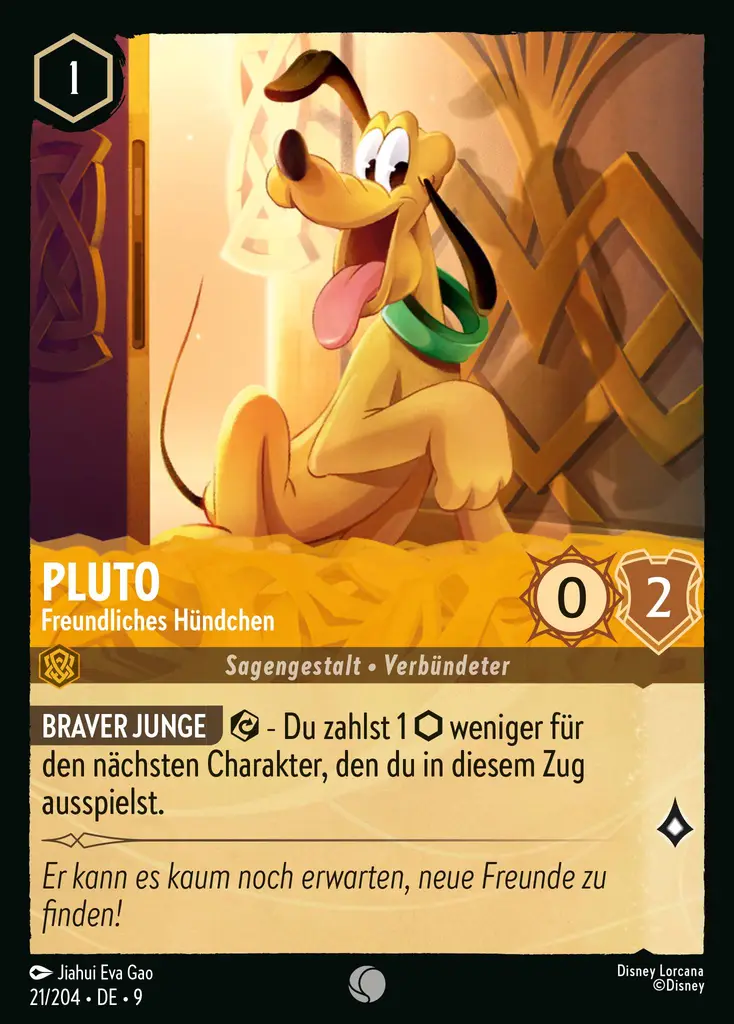 1
PLUTO
Freundliches Hündchen
0
2
Sagengestalt • Verbündeter
BRAVER JUNGE - Du zahlst 1 weniger für
den nächsten Charakter, den du in diesem Zug
ausspielst.
Er kann es kaum noch erwarten, neue Freunde zu
finden!
Jiahui Eva Gao
21/204 • DE • 9
Disney Lorcana
©Disney